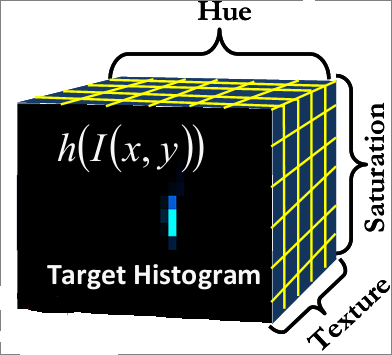 Hue
h(I(x, y))
Saturation
Target Histogram
Texture